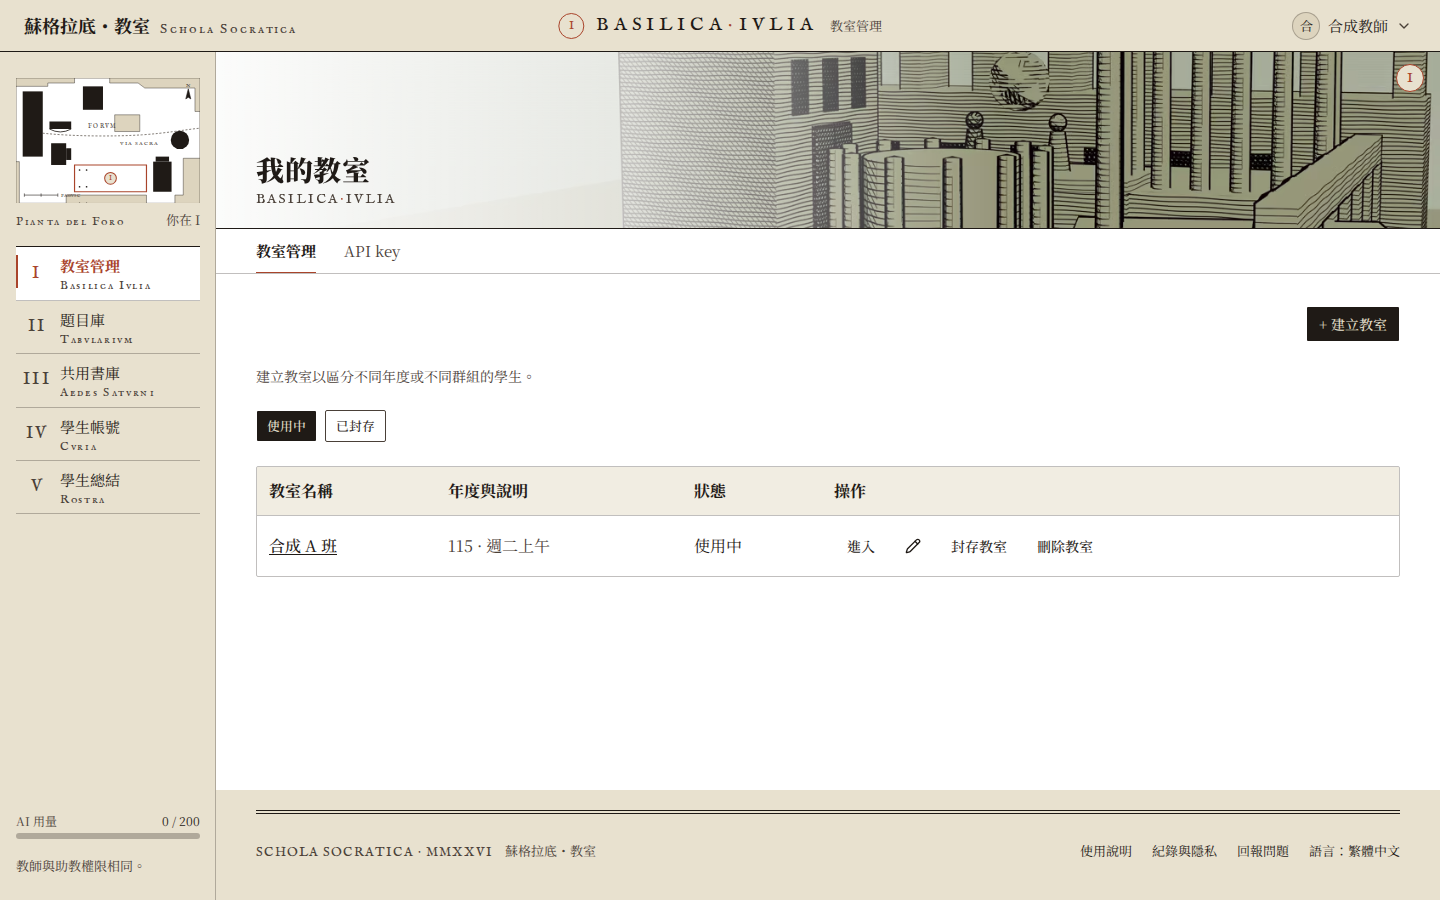 蘇格拉底・教室 SCHOLA SOCRATICA
I BASILICA·IVLIA 教室管理
合 合成教師
FORVM
VIA SACRA
I
PIANTA DEL FORO 你在 I
I 教室管理
BASILICA IVLIA
II 題目庫
TABVLARIVM
III 共用書庫
AEDES SATVRNI
IV 學生帳號
CVRIA
V 學生總結
ROSTRA
AI 用量 0 / 200
教師與助教權限相同。
I
我的教室
BASILICA·IVLIA
教室管理 API key
+ 建立教室
建立教室以區分不同年度或不同群組的學生。
使用中 已封存
教室名稱 年度與說明 狀態 操作
合成 A 班 115 · 週二上午 使用中 進入 封存教室 刪除教室
SCHOLA SOCRATICA · MMXXVI 蘇格拉底・教室
使用說明 紀錄與隱私 回報問題 語言：繁體中文